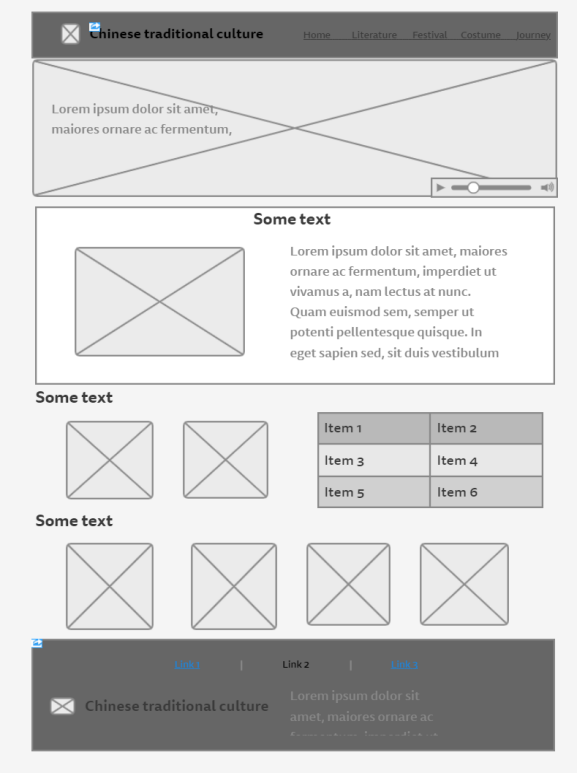 Chinese traditional culture
Home Literature Festival Costume Journey
Lorem ipsum dolor sit amet,
maiores ornare ac fermentum,
Some text
Lorem ipsum dolor sit amet, maiores
ornare ac fermentum, imperdiet ut
vivamus a, nam lectus at nunc.
Quam euismod sem, semper ut
potenti pellentesque quisque. In
eget sapien sed, sit duis vestibulum
Some text
Item 1 Item 2
Item 3 Item 4
Item 5 Item 6
Some text
Link 1 | Link 2 | Link 3
Chinese traditional culture
Lorem ipsum dolor sit
amet, maiores ornare ac
fermentum, imperdiet ut